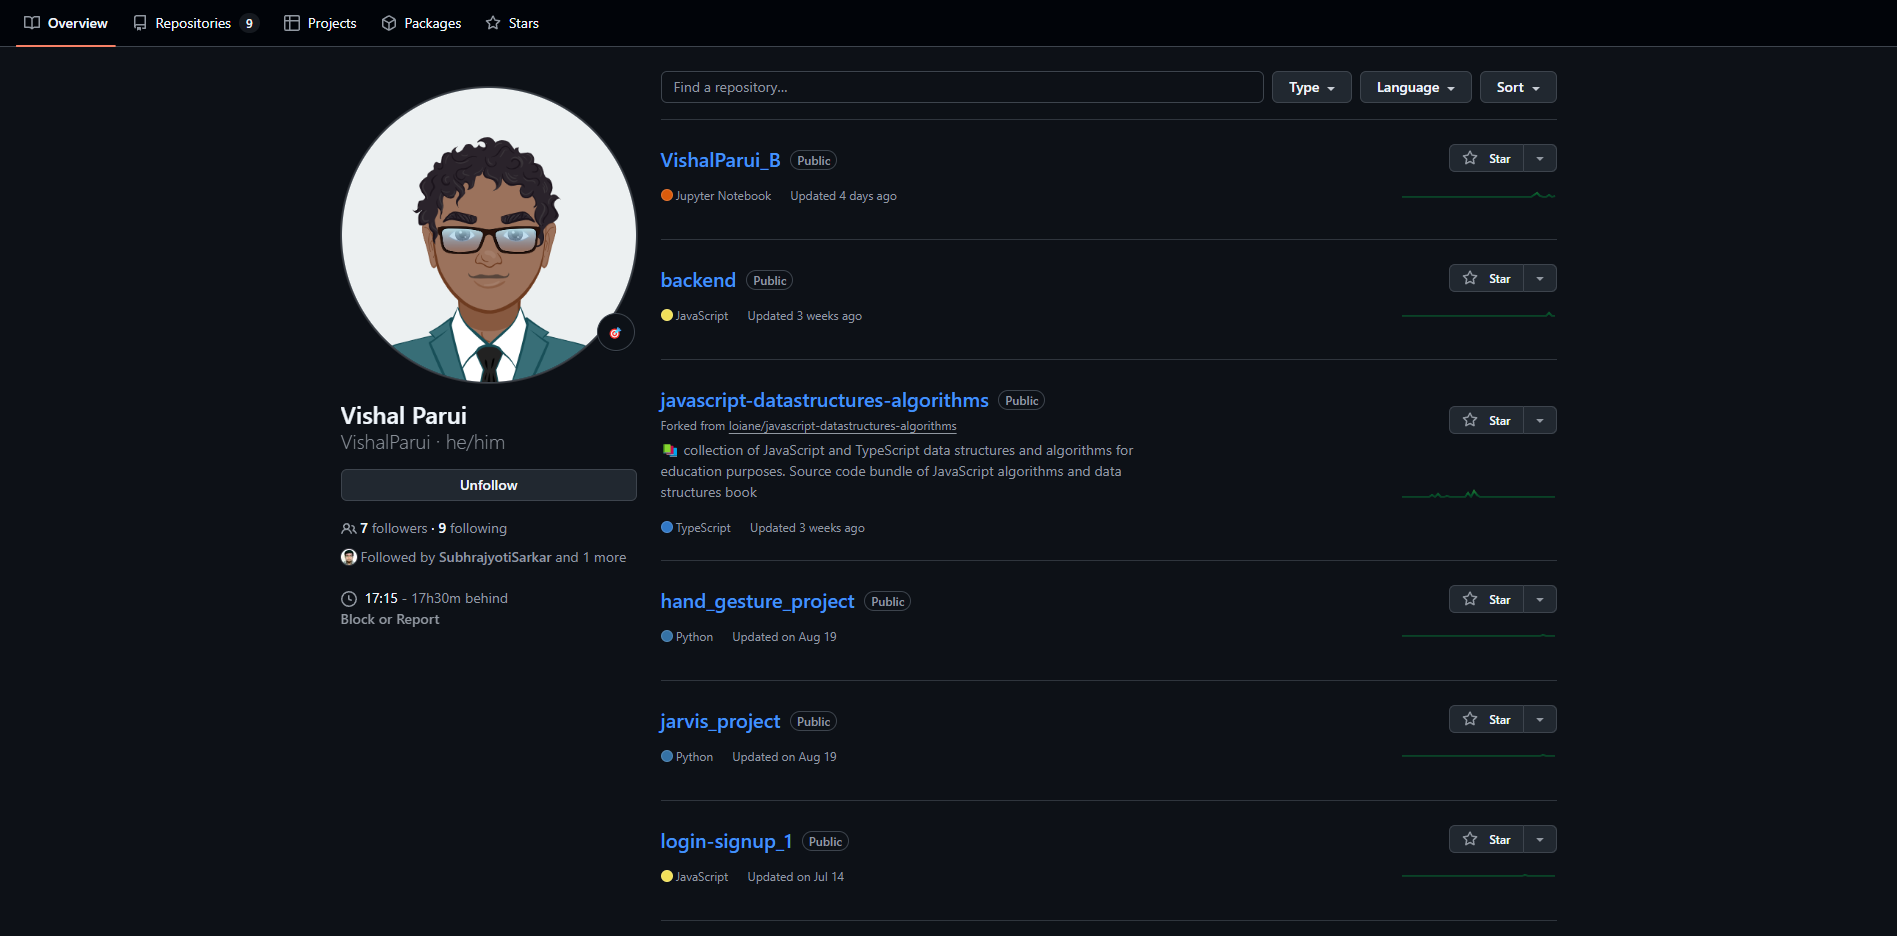 Overview Repositories 9 Projects Packages Stars
Find a repository... Type Language Sort
Vishal Parui
VishalParui · he/him
Unfollow
7 followers · 9 following
Followed by SubhrajyotiSarkar and 1 more
17:15 - 17h30m behind
Block or Report
VishalParui_B Public
Star
Jupyter Notebook Updated 4 days ago
backend Public
Star
JavaScript Updated 3 weeks ago
javascript-datastructures-algorithms Public
Star
Forked from loiane/javascript-datastructures-algorithms
collection of JavaScript and TypeScript data structures and algorithms for
education purposes. Source code bundle of JavaScript algorithms and data
structures book
TypeScript Updated 3 weeks ago
hand_gesture_project Public
Star
Python Updated on Aug 19
jarvis_project Public
Star
Python Updated on Aug 19
login-signup_1 Public
Star
JavaScript Updated on Jul 14